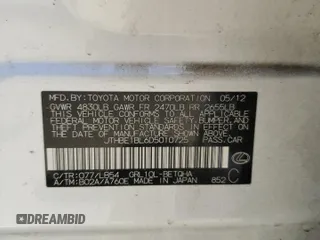 MFD. BY: TOYOTA MOTOR CORPORATION 05/12
GVWR 4830LB GAWR FR 2470LB RR 2655LB
THIS VEHICLE CONFORMS TO ALL APPLICABLE
FEDERAL MOTOR VEHICLE SAFETY, BUMPER, AND
THEFT PREVENTION STANDARDS IN EFFECT ON
THE DATE OF MANUFACTURE SHOWN ABOVE.
JTHBE1BL6D5010725 PASS.CAR
C/TR:077/LB54 GRL10L-BETQHA
A/TM:B02A/A760E MADE IN JAPAN 852 C
DREAMBID